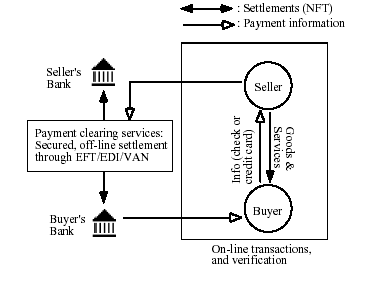 : Settlements (NFT)
: Payment information
Seller's
Bank
Seller
Payment clearing services:
Secured, off-line settlement
through EFT/EDI/VAN
Info (check or
credit card)
Goods &
Services
Buyer's
Bank
Buyer
On-line transactions,
and verification